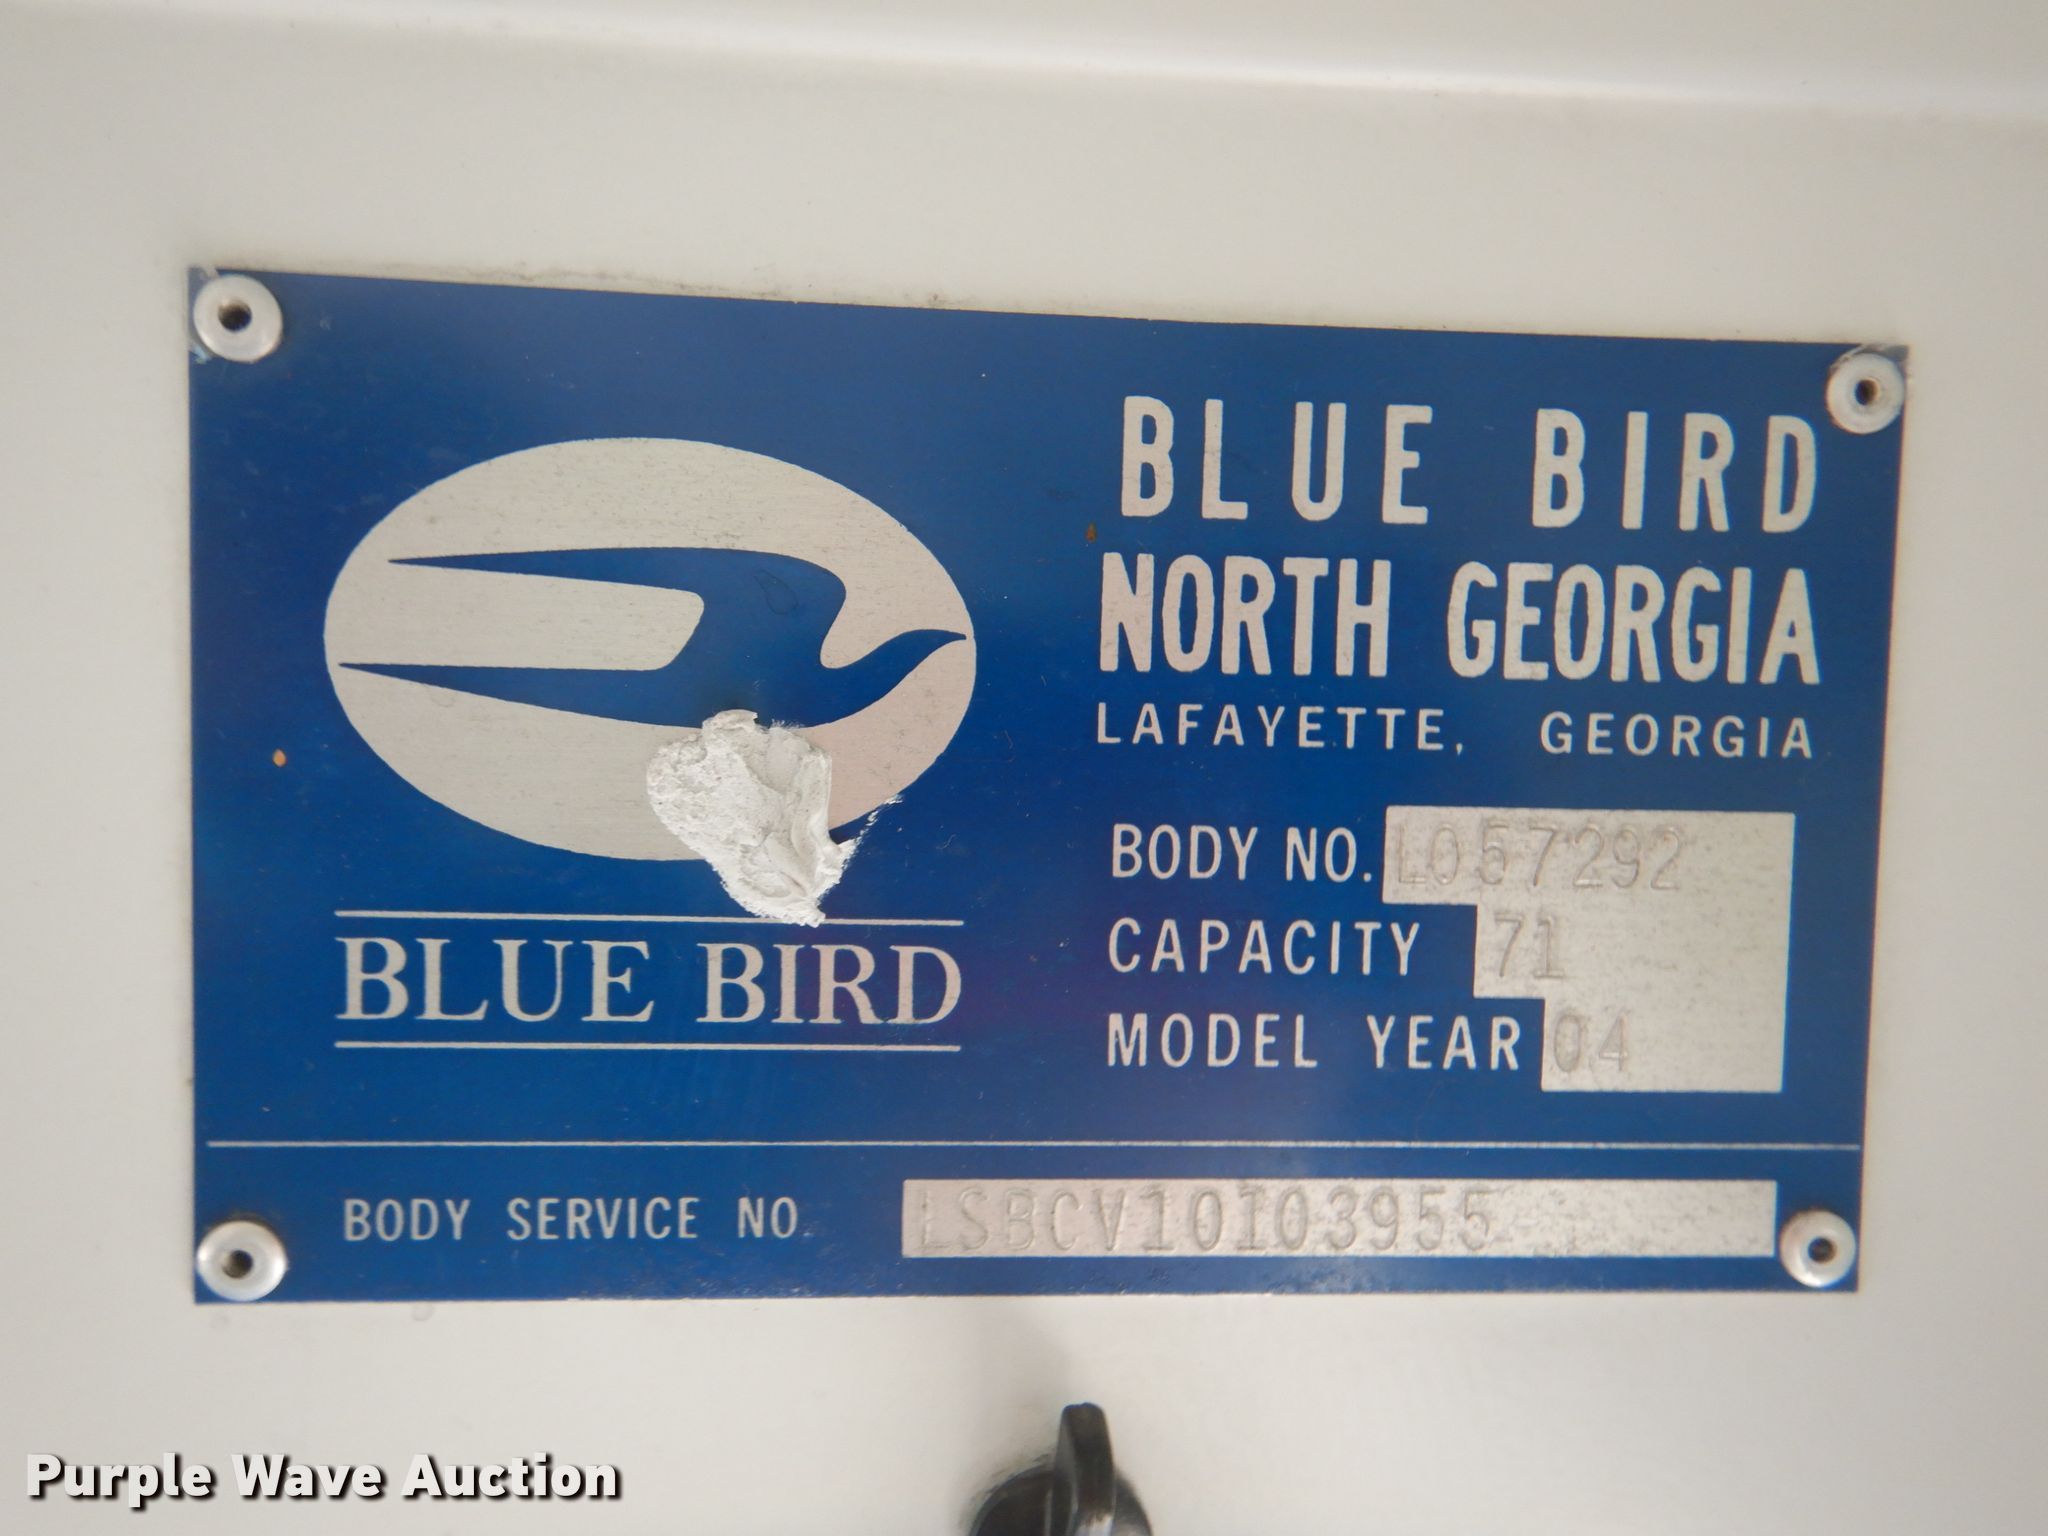 BLUE BIRD
NORTH GEORGIA
LAFAYETTE, GEORGIA
BODY NO. L057292
CAPACITY 71
MODEL YEAR 04
BLUE BIRD
BODY SERVICE NO. LSBCV10I03955
Purple Wave Auction